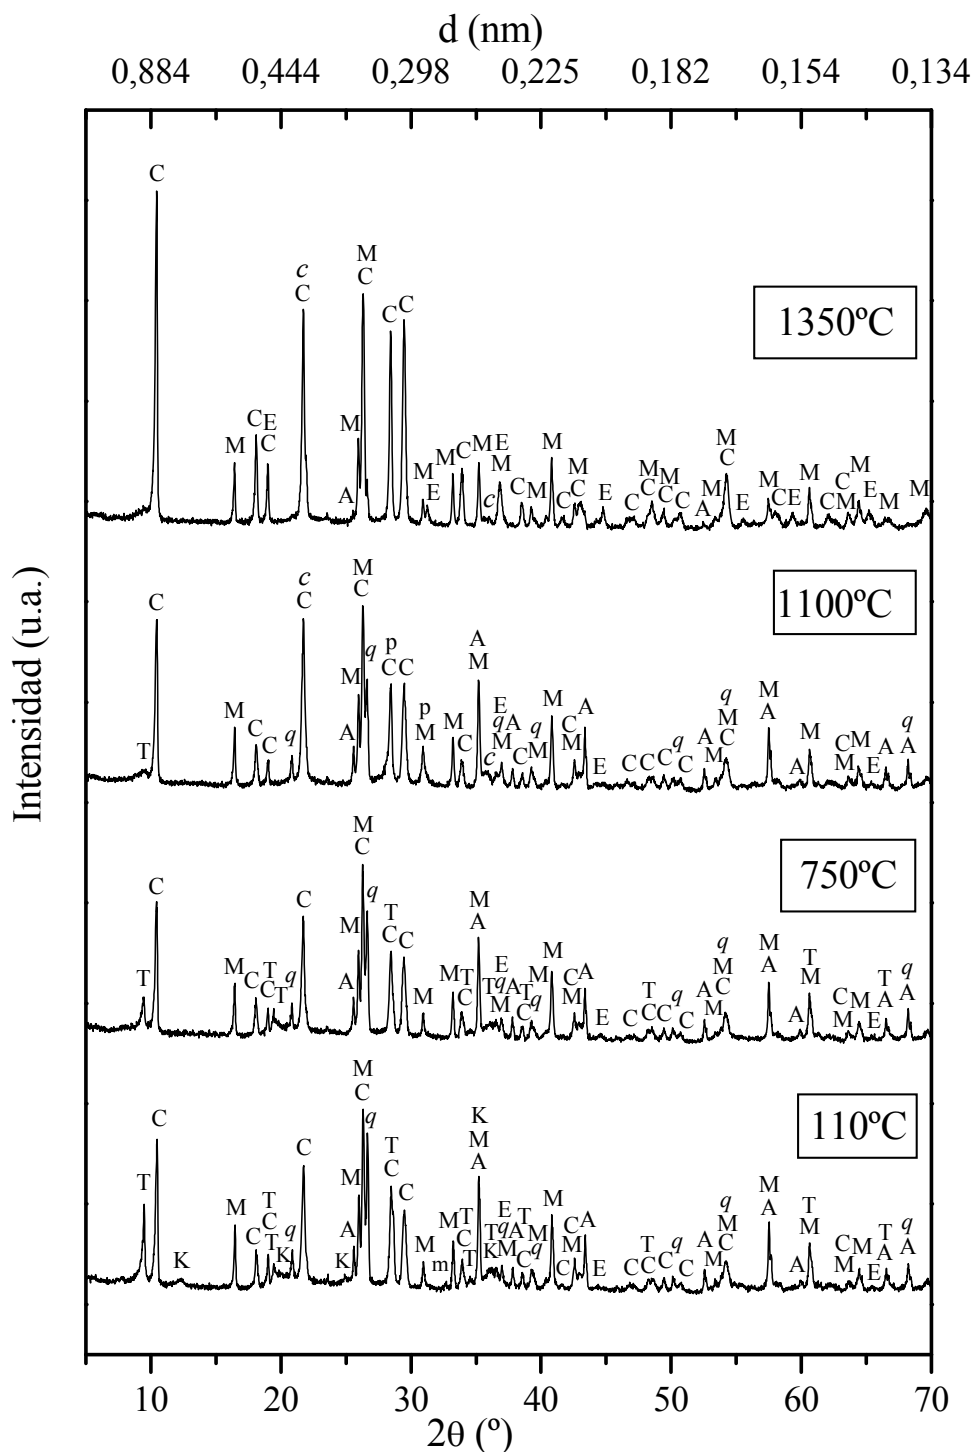 d (nm)
0,884 0,444 0,298 0,225 0,182 0,154 0,134
C
c
C
M
C
C C
1350ºC
M C E
C
A M M
E
M C M E
M
c
C M M
C
M
C
E C M
C
M
C
C A M M
C
E M
C E M C
M
M E M M
1100ºC
T C M C C q c
C
A M M
C
q p
C
C p
M
M C A
M
c E
q
M
A C q
M
M C
M
A E C C C q
C
A M q
M
C
M
A
A M C
M
M E A q
A
750ºC
T C M C T
C
T q C A M M
C
q T
C
C M M T
C
M
A
T E
q
M
A T
C
M
q
M C
M
A E C T
C
C q
C
A M q
M
C
M
A
A T
M
C
M
M E T
A
q
A
110ºC
T C K M C T
C
T
K q C K A M M
C
q T
C
C M m M T
C
T K
M
A
T
K
E
q
M
A T
C
M
q
M C C
M
A E C T
C
C q
C
A M q
M
C
M
A
A T
M
C
M
M E T
A
q
A
Intensidad (u.a.)
10 20 30 40 50 60 70
2θ (º)